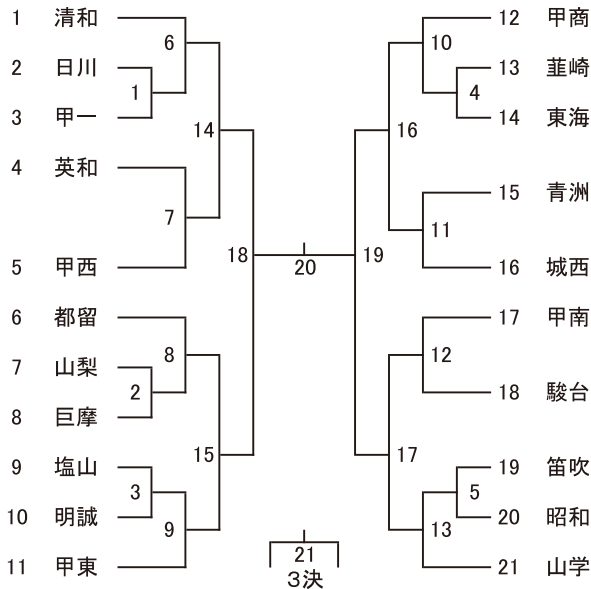 1 清和
2 日川
3 甲一
4 英和
5 甲西
6 都留
7 山梨
8 巨摩
9 塩山
10 明誠
11 甲東
6
1
14
7
18
8
2
15
3
9
20
21
3決
10
4
16
11
19
12
17
5
13
12 甲商
13 韮崎
14 東海
15 青洲
16 城西
17 甲南
18 駿台
19 笛吹
20 昭和
21 山学